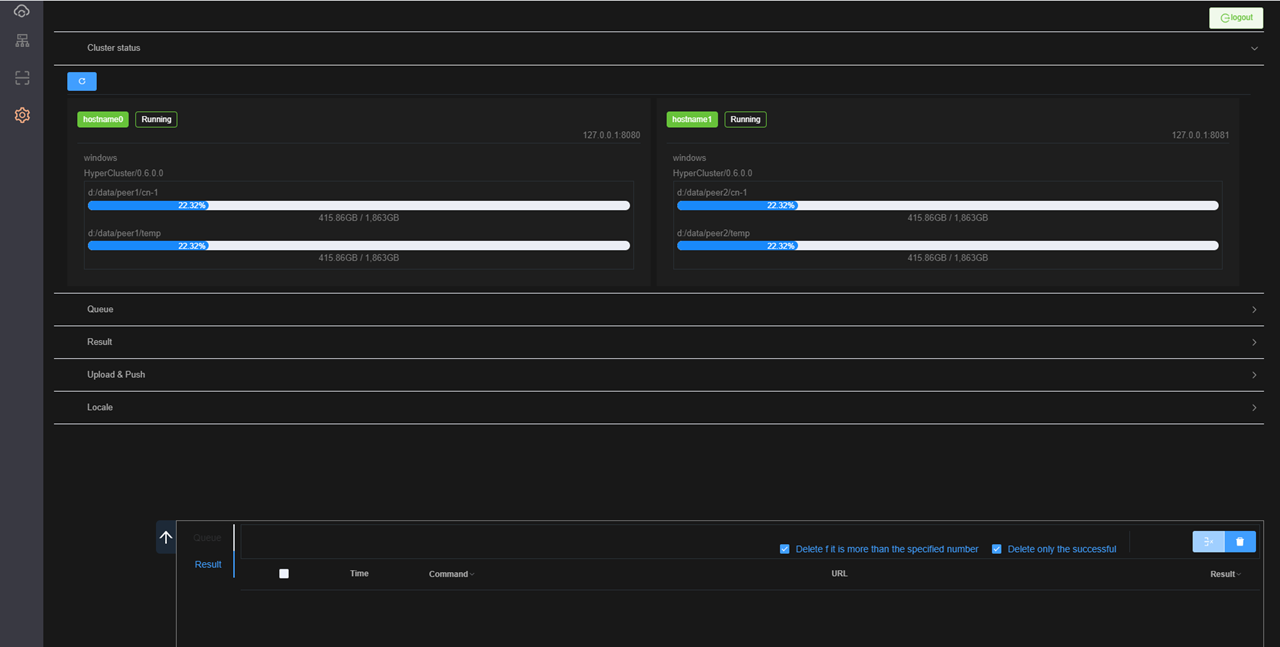 logout
Cluster status
hostname0 Running
127.0.0.1:8080
windows
HyperCluster/0.6.0.0
d:/data/peer1/cn-1
22.32%
415.86GB / 1,863GB
d:/data/peer1/temp
22.32%
415.86GB / 1,863GB
hostname1 Running
127.0.0.1:8081
windows
HyperCluster/0.6.0.0
d:/data/peer2/cn-1
22.32%
415.86GB / 1,863GB
d:/data/peer2/temp
22.32%
415.86GB / 1,863GB
Queue
Result
Upload & Push
Locale
Queue
Result
Delete f it is more than the specified number Delete only the successful
Time Command URL Result